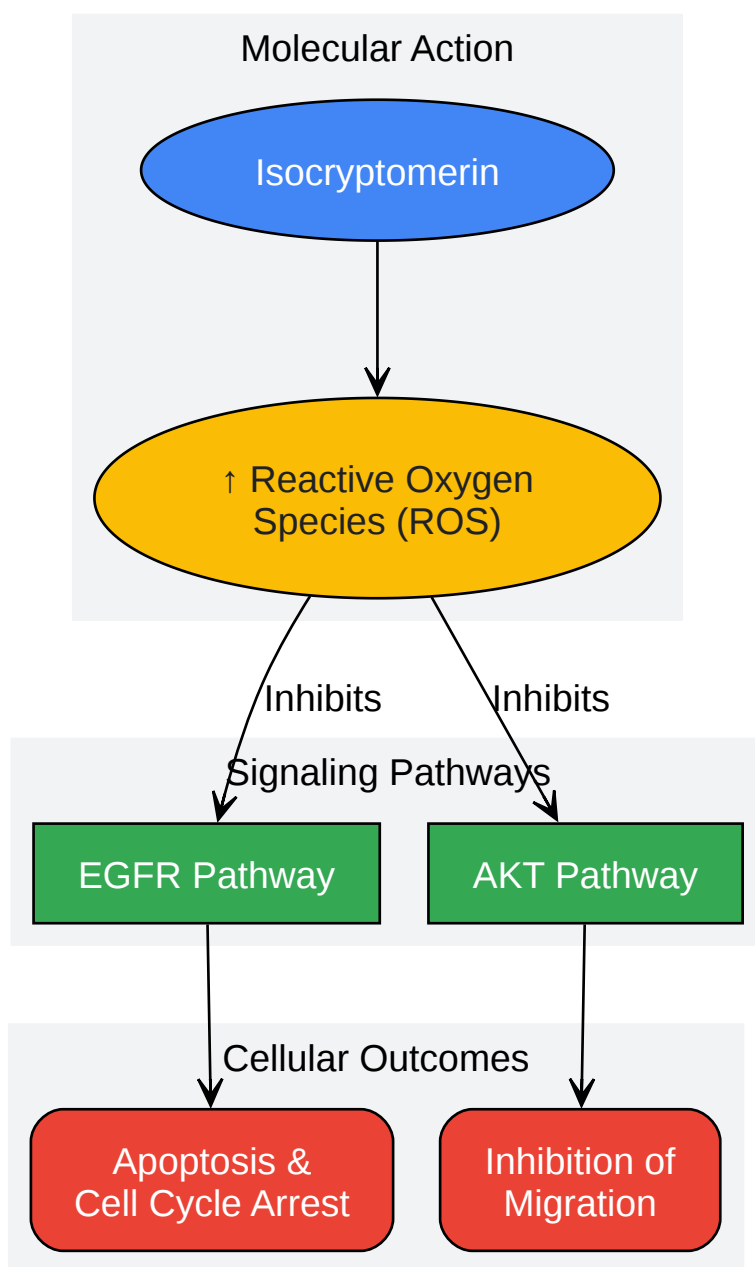 Molecular Action
Isocryptomerin
↑ Reactive Oxygen
Species (ROS)
Inhibits
Inhibits
Signaling Pathways
EGFR Pathway
AKT Pathway
Cellular Outcomes
Apoptosis &
Cell Cycle Arrest
Inhibition of
Migration